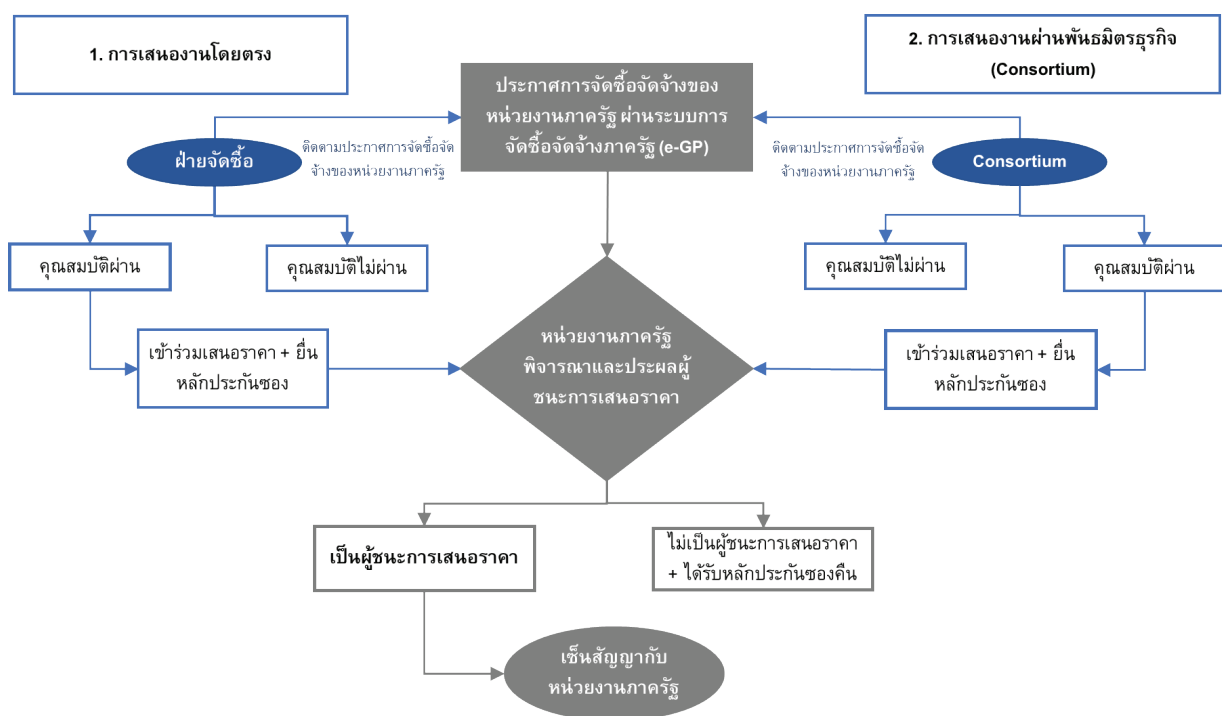 1. การเสนองานโดยตรง
2. การเสนองานผ่านพันธมิตรธุรกิจ
(Consortium)
ประกาศการจัดซื้อจัดจ้างของ
หน่วยงานภาครัฐ ผ่านระบบการ
จัดซื้อจัดจ้างภาครัฐ (e-GP)
ฝ่ายจัดซื้อ
ติดตามประกาศการจัดซื้อจัด
จ้างของหน่วยงานภาครัฐ
ติดตามประกาศการจัดซื้อจัด
จ้างของหน่วยงานภาครัฐ
Consortium
คุณสมบัติผ่าน
คุณสมบัติไม่ผ่าน
คุณสมบัติไม่ผ่าน
คุณสมบัติผ่าน
เข้าร่วมเสนอราคา + ยื่น
หลักประกันซอง
หน่วยงานภาครัฐ
พิจารณาและประผลผู้
ชนะการเสนอราคา
เข้าร่วมเสนอราคา + ยื่น
หลักประกันซอง
เป็นผู้ชนะการเสนอราคา
ไม่เป็นผู้ชนะการเสนอราคา
+ ได้รับหลักประกันซองคืน
เซ็นสัญญากับ
หน่วยงานภาครัฐ